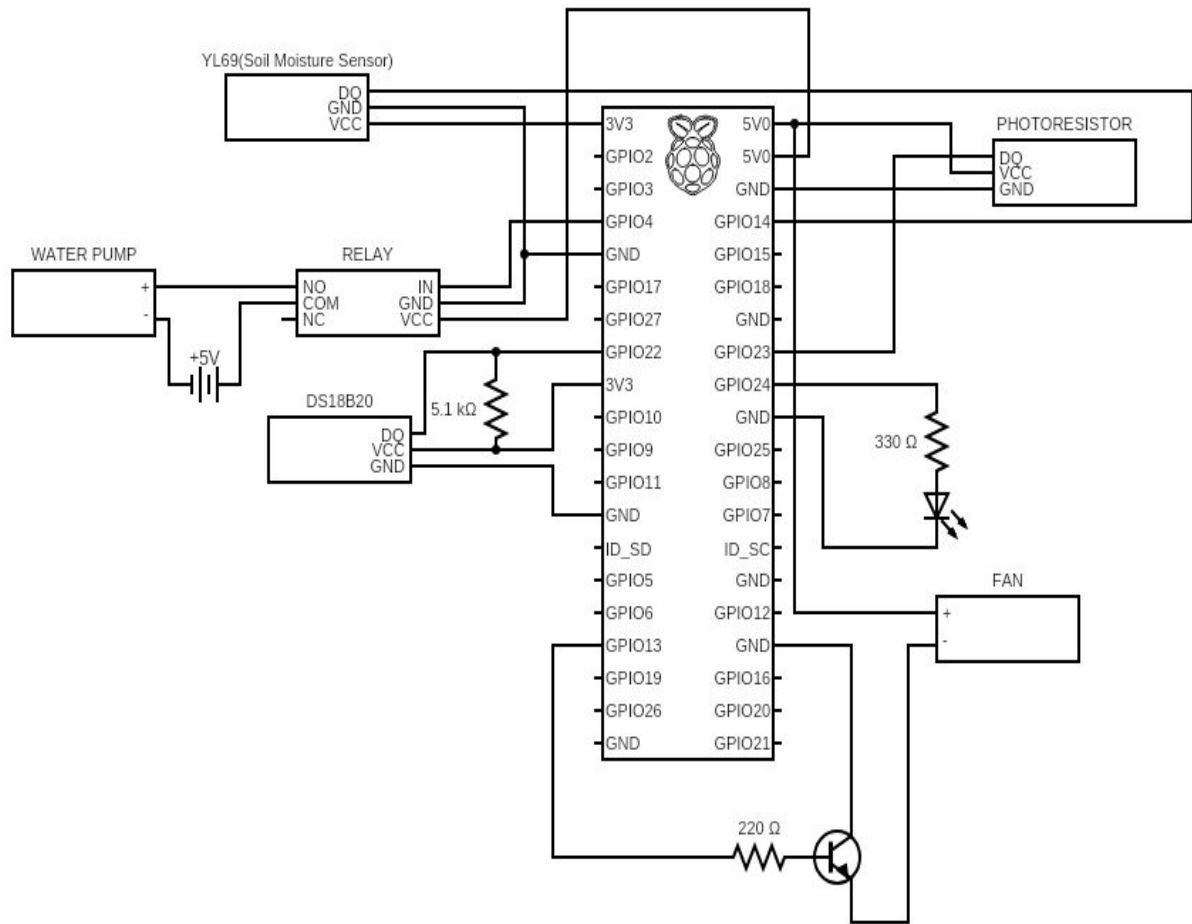 YL69(Soil Moisture Sensor)
DQ
GND
VCC
3V3
GPIO2
GPIO3
GPIO4
GND
GPIO17
GPIO27
GPIO22
3V3
GPIO10
GPIO9
GPIO11
GND
ID_SD
GPIO5
GPIO6
GPIO13
GPIO19
GPIO26
GND
5V0
5V0
GND
GPIO14
GPIO15
GPIO18
GND
GPIO23
GPIO24
GND
GPIO25
GPIO8
GPIO7
ID_SC
GND
GPIO12
GND
GPIO16
GPIO20
GPIO21
PHOTORESISTOR
DQ
VCC
GND
WATER PUMP
+
-
RELAY
NO
COM
NC
IN
GND
VCC
+5V
DS18B20
DQ
VCC
GND
5.1 kΩ
330 Ω
FAN
+
-
220 Ω